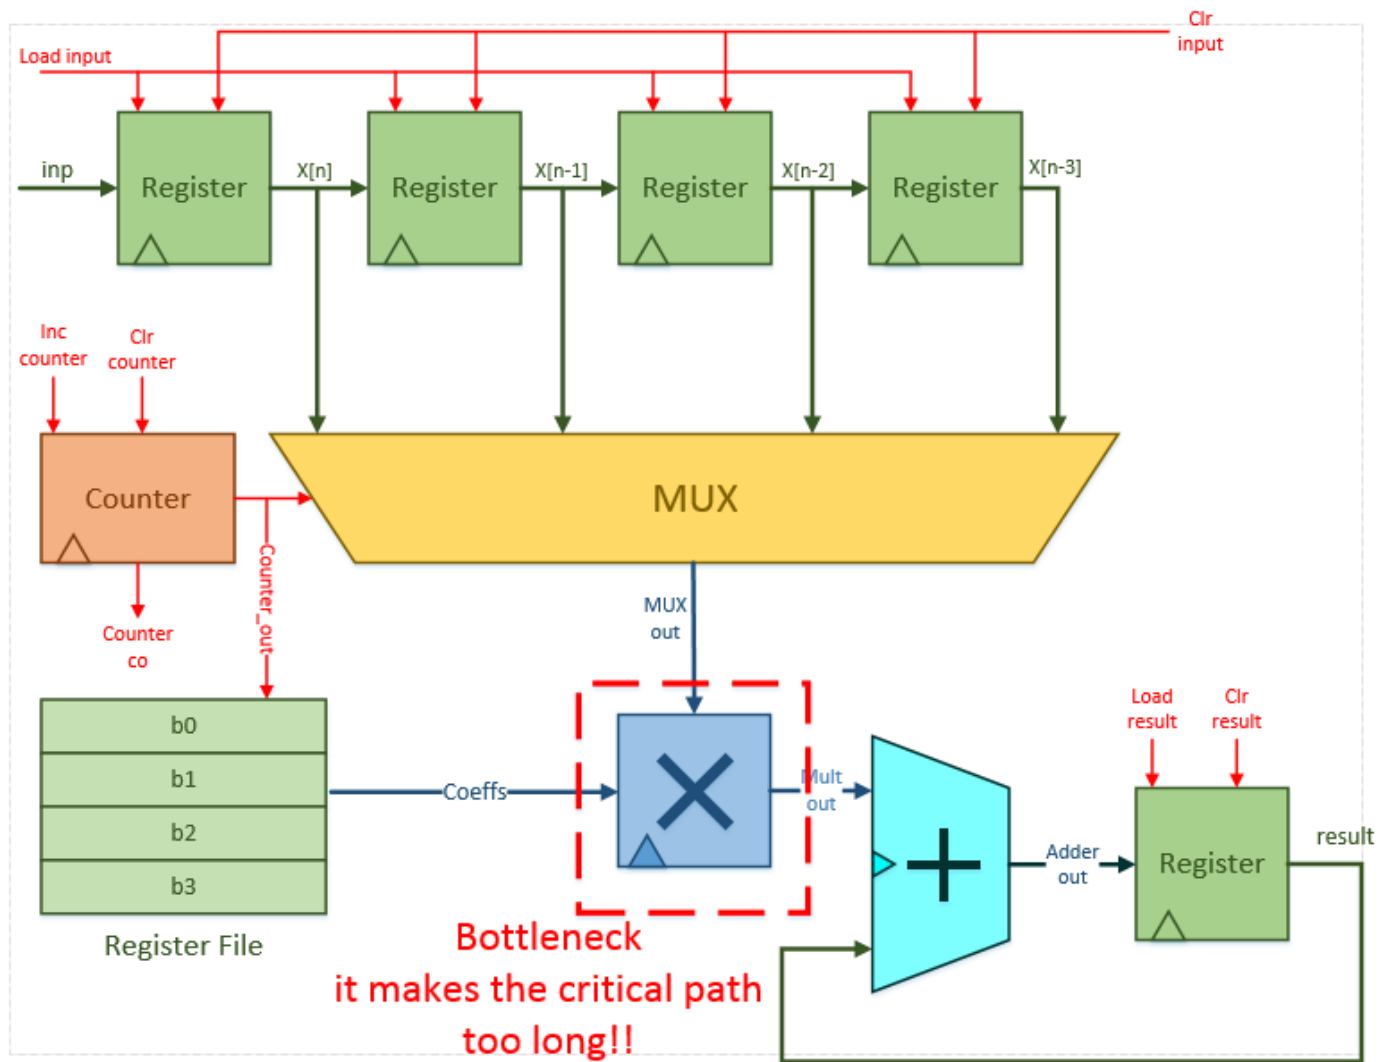 Clr
input
Load input
inp
Register
X[n]
Register
X[n-1]
Register
X[n-2]
Register
X[n-3]
Inc
counter
Clr
counter
Counter
MUX
Counter_out
Counter
co
MUX
out
b0
b1
b2
b3
Register File
Coeffs
Mult
out
Load
result
Clr
result
Adder
out
Register
result
Bottleneck
it makes the critical path
too long!!